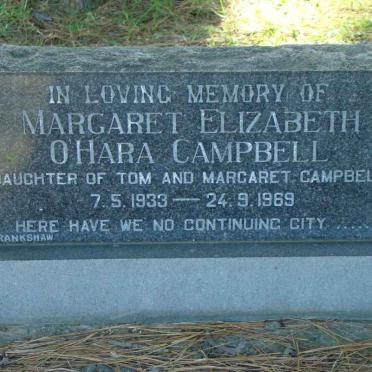 IN LOVING MEMORY OF
MARGARET ELIZABETH
O'HARA CAMPBELL
DAUGHTER OF TOM AND MARGARET CAMPBELL
7.5.1933 — 24.9.1969
HERE HAVE WE NO CONTINUING CITY .....
RANKSHAW